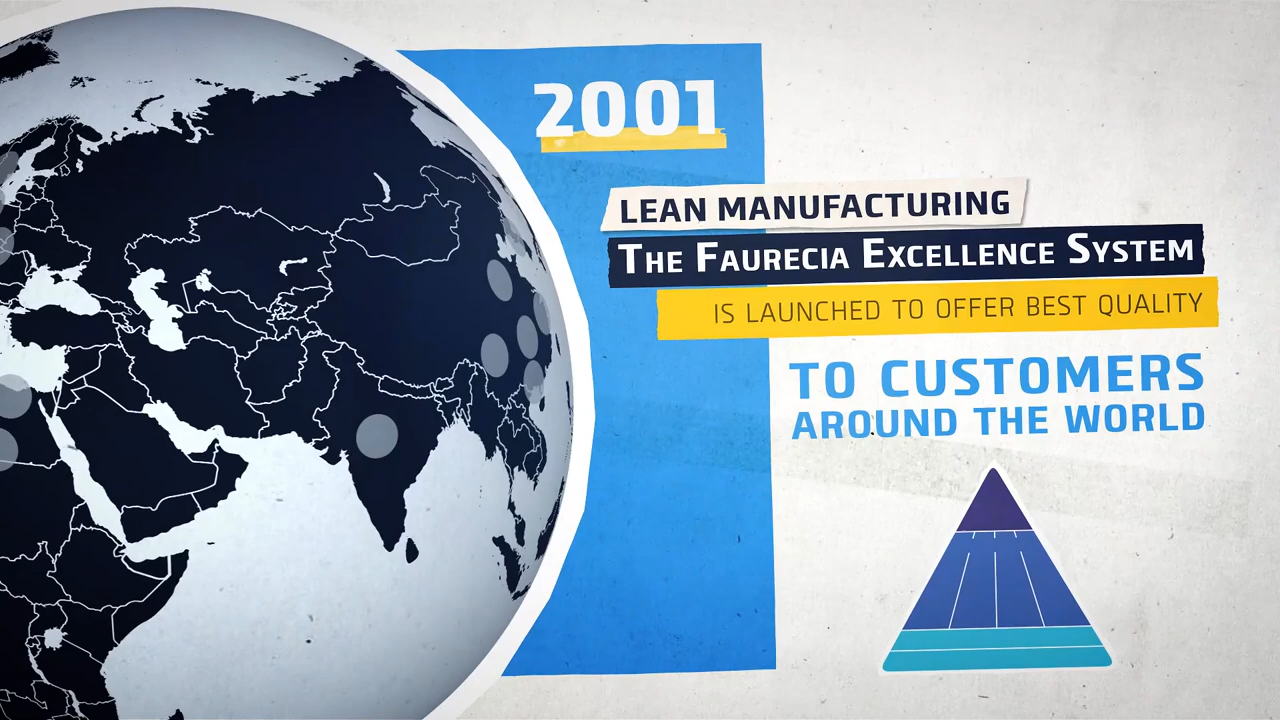 2001
LEAN MANUFACTURING
THE FAURECIA EXCELLENCE SYSTEM
IS LAUNCHED TO OFFER BEST QUALITY
TO CUSTOMERS
AROUND THE WORLD